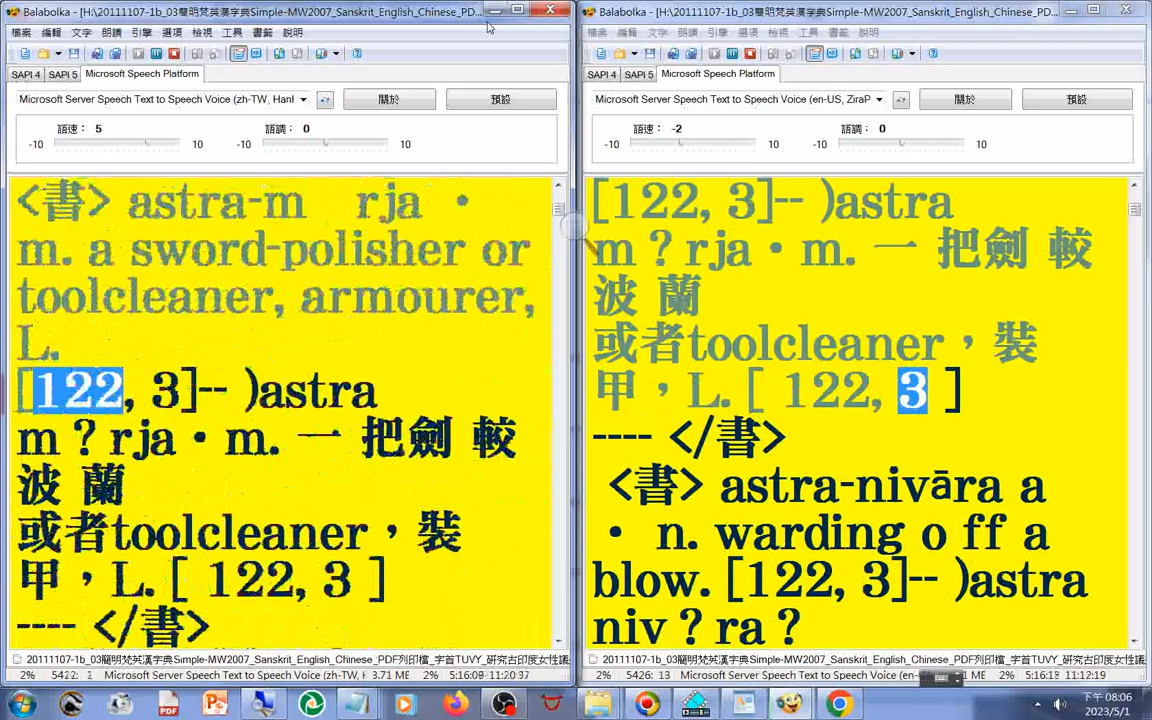 Balabolka - [H:\20111107-1b_03簡明梵英漢字典Simple-MW2007_Sanskrit_English_Chinese_PD...
檔案 編輯 文字 朗讀 引擎 選項 檢視 工具 書籤 說明
SAPI 4 SAPI 5 Microsoft Speech Platform
Microsoft Server Speech Text to Speech Voice (zh-TW, Hanl 關於 預設
語速: 5 語調: 0
-10 10 -10 10
<書> astra-m rja •
m. a sword-polisher or
toolcleaner, armourer,
L.
[122, 3]-- )astra
m ? rja • m. 一 把劍 較
波 蘭
或者toolcleaner，裝
甲，L. [ 122, 3 ]
---- </書>
20111107-1b_03簡明梵英漢字典Simple-MW2007_Sanskrit_English_Chinese_PDF列印檔_字首TUVY_研究古印度女性議
2% 5422: 1 Microsoft Server Speech Text to Speech Voice (zh-TW, H 3.71 MB 2% 5:16:09 11:20:37
Balabolka - [H:\20111107-1b_03簡明梵英漢字典Simple-MW2007_Sanskrit_English_Chinese_PD...
檔案 編輯 文字 朗讀 引擎 選項 檢視 工具 書籤 說明
SAPI 4 SAPI 5 Microsoft Speech Platform
Microsoft Server Speech Text to Speech Voice (en-US, ZiraP 關於 預設
語速: -2 語調: 0
-10 10 -10 10
[122, 3]-- )astra
m ? rja • m. 一 把劍 較
波 蘭
或者toolcleaner，裝
甲，L. [ 122, 3 ]
---- </書>
<書> astra-nivāra a
• n. warding o ff a
blow. [122, 3]-- )astra
niv ? ra ?
20111107-1b_03簡明梵英漢字典Simple-MW2007_Sanskrit_English_Chinese_PDF列印檔_字首TUVY_研究古印度女性議
2% 5426: 13 Microsoft Server Speech Text to Speech Voice 2% 5:16:13 11:12:19
下午 08:06
2023/5/1